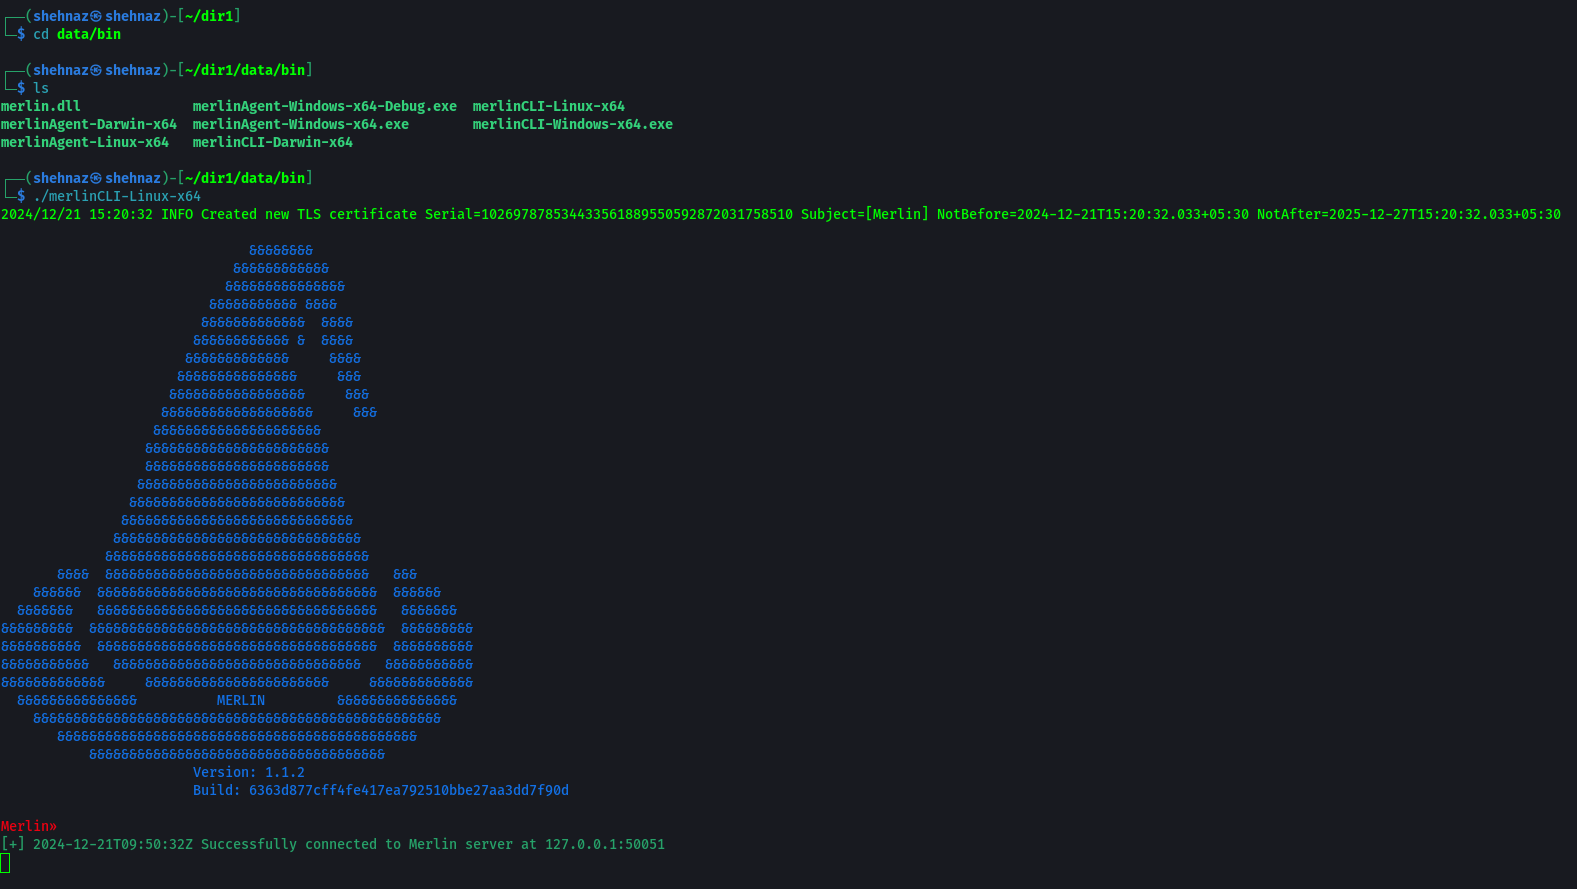 ┌──(shehnaz㉿shehnaz)-[~/dir1]
└─$ cd data/bin
┌──(shehnaz㉿shehnaz)-[~/dir1/data/bin]
└─$ ls
merlin.dll              merlinAgent-Windows-x64-Debug.exe  merlinCLI-Linux-x64
merlinAgent-Darwin-x64  merlinAgent-Windows-x64.exe        merlinCLI-Windows-x64.exe
merlinAgent-Linux-x64   merlinCLI-Darwin-x64
┌──(shehnaz㉿shehnaz)-[~/dir1/data/bin]
└─$ ./merlinCLI-Linux-x64
2024/12/21 15:20:32 INFO Created new TLS certificate Serial=102697878534433561889550592872031758510 Subject=[Merlin] NotBefore=2024-12-21T15:20:32.033+05:30 NotAfter=2025-12-27T15:20:32.033+05:30
                               &&&&&&&&
                             &&&&&&&&&&&&
                            &&&&&&&&&&&&&&&
                          &&&&&&&&&&& &&&&
                         &&&&&&&&&&&&&  &&&&
                        &&&&&&&&&&&& &  &&&&
                       &&&&&&&&&&&&&     &&&&
                      &&&&&&&&&&&&&&&     &&&
                     &&&&&&&&&&&&&&&&&     &&&
                    &&&&&&&&&&&&&&&&&&&     &&&
                   &&&&&&&&&&&&&&&&&&&&&
                  &&&&&&&&&&&&&&&&&&&&&&&
                  &&&&&&&&&&&&&&&&&&&&&&&
                 &&&&&&&&&&&&&&&&&&&&&&&&&
                &&&&&&&&&&&&&&&&&&&&&&&&&&&
               &&&&&&&&&&&&&&&&&&&&&&&&&&&&&
              &&&&&&&&&&&&&&&&&&&&&&&&&&&&&&&
             &&&&&&&&&&&&&&&&&&&&&&&&&&&&&&&&&
       &&&&  &&&&&&&&&&&&&&&&&&&&&&&&&&&&&&&&&   &&&
    &&&&&&  &&&&&&&&&&&&&&&&&&&&&&&&&&&&&&&&&&&  &&&&&&
  &&&&&&&   &&&&&&&&&&&&&&&&&&&&&&&&&&&&&&&&&&&   &&&&&&&
&&&&&&&&&  &&&&&&&&&&&&&&&&&&&&&&&&&&&&&&&&&&&&&  &&&&&&&&&
&&&&&&&&&&  &&&&&&&&&&&&&&&&&&&&&&&&&&&&&&&&&&&  &&&&&&&&&&
&&&&&&&&&&&   &&&&&&&&&&&&&&&&&&&&&&&&&&&&&&&   &&&&&&&&&&&
&&&&&&&&&&&&&     &&&&&&&&&&&&&&&&&&&&&&&     &&&&&&&&&&&&&
  &&&&&&&&&&&&&&&          MERLIN         &&&&&&&&&&&&&&&
    &&&&&&&&&&&&&&&&&&&&&&&&&&&&&&&&&&&&&&&&&&&&&&&&&&&
       &&&&&&&&&&&&&&&&&&&&&&&&&&&&&&&&&&&&&&&&&&&&&
           &&&&&&&&&&&&&&&&&&&&&&&&&&&&&&&&&&&&&
                        Version: 1.1.2
                        Build: 6363d877cff4fe417ea792510bbe27aa3dd7f90d
Merlin»
[+] 2024-12-21T09:50:32Z Successfully connected to Merlin server at 127.0.0.1:50051